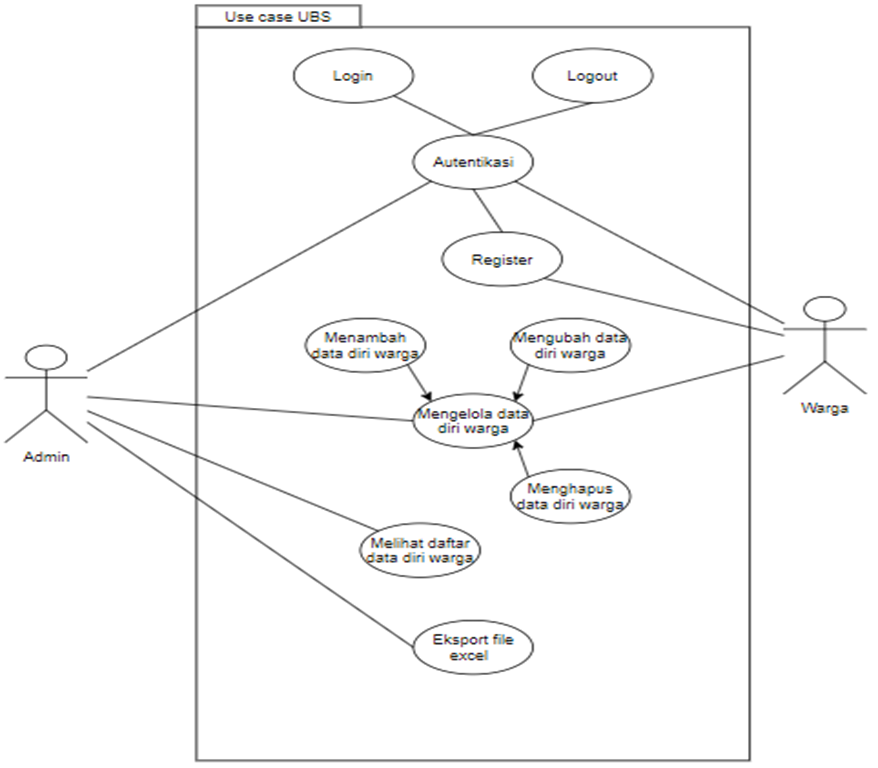 Use case UBS
Login
Logout
Autentikasi
Register
Menambah
data diri warga
Mengubah data
diri warga
Mengelola data
diri warga
Menghapus
data diri warga
Melihat daftar
data diri warga
Eksport file
excel
Admin
Warga